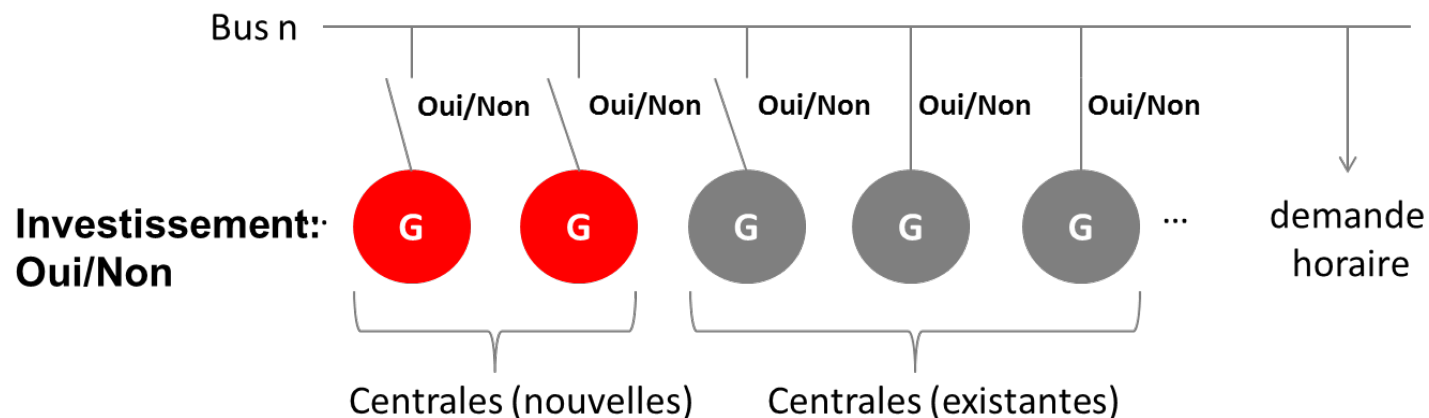 Bus n
Oui/Non Oui/Non Oui/Non Oui/Non Oui/Non
G G G G G
Investissement:
Oui/Non
...
...
demande
horaire
Centrales (nouvelles) Centrales (existantes)